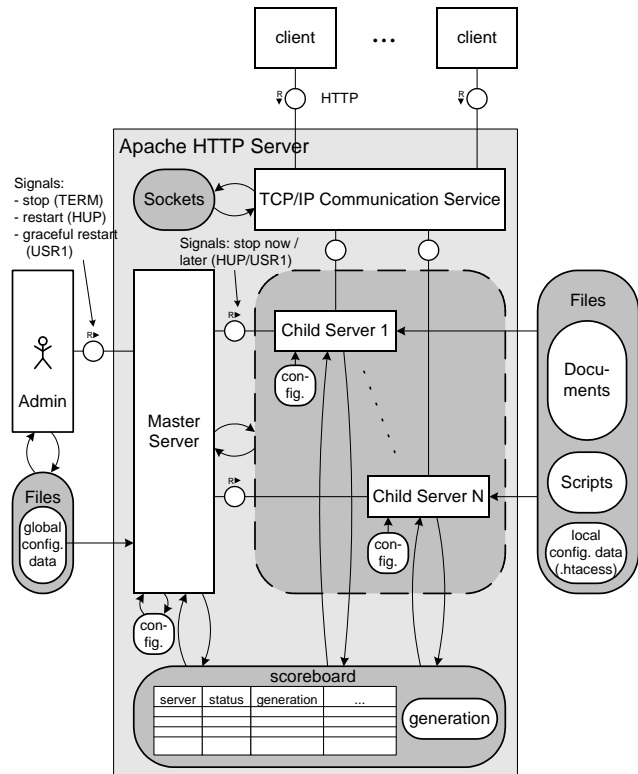 client
...
client
R
HTTP
R
Apache HTTP Server
Signals:
- stop (TERM)
- restart (HUP)
- graceful restart
(USR1)
Sockets
TCP/IP Communication Service
Signals: stop now /
later (HUP/USR1)
Files
R
R
Child Server 1
Docu-
ments
con-
fig.
Admin
Master
Server
R
Child Server N
Scripts
Files
global
config.
data
con-
fig.
local
config. data
(.htacess)
con-
fig.
scoreboard
server
status
generation
...
generation